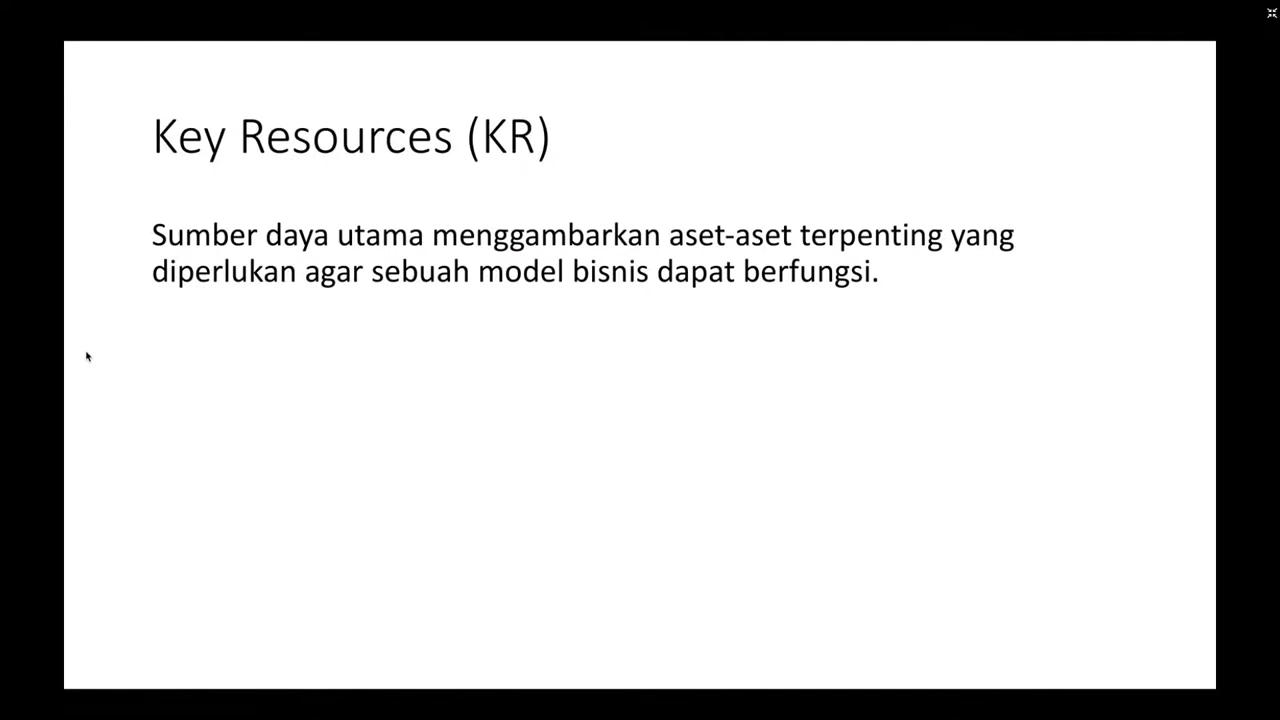 Key Resources (KR)
Sumber daya utama menggambarkan aset-aset terpenting yang
diperlukan agar sebuah model bisnis dapat berfungsi.